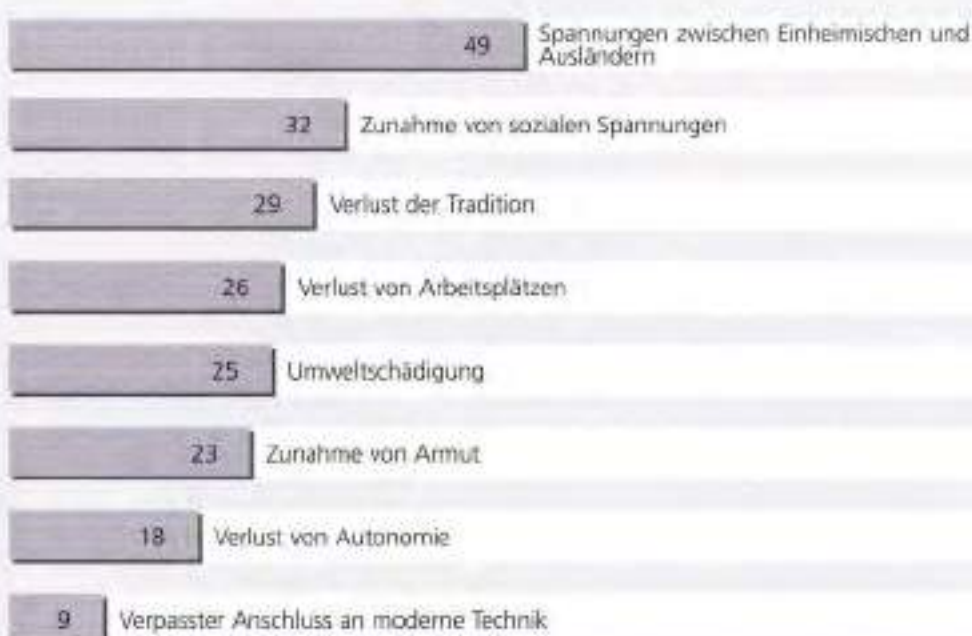 49 Spannungen zwischen Einheimischen und
Ausländern
32 Zunahme von sozialen Spannungen
29 Verlust der Tradition
26 Verlust von Arbeitsplätzen
25 Umweltschädigung
23 Zunahme von Armut
18 Verlust von Autonomie
9 Verpasster Anschluss an moderne Technik